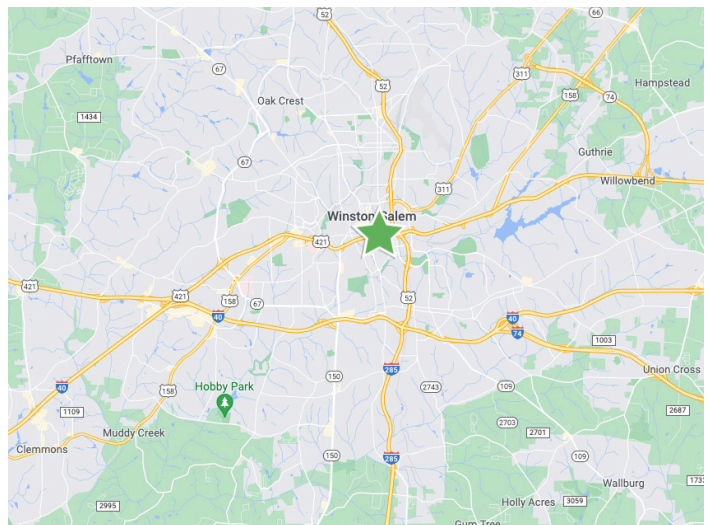 52
66
Pfafftown
67
311
Hampstead
52
158
74
Oak Crest
1434
Guthrie
67
Willowbend
311
Winston-Salem
421
421
421
158
67
52
40
40
74
1003
285
Union Cross
Hobby Park
150
2743
109
40
158
2687
1109
2703
2701
Muddy Creek
Clemmons
150
285
109
Wallburg
2995
Holly Acres
3059
1733
Gum Tree